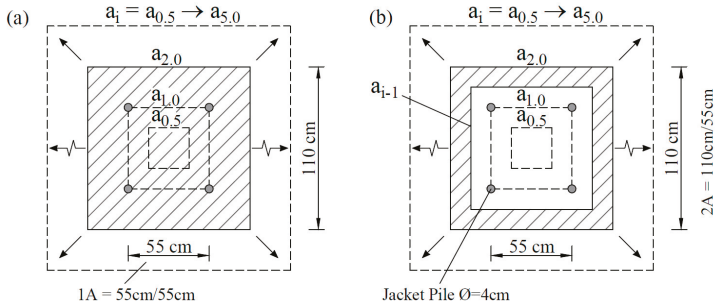 (a)
aᵢ = a₀.₅ → a₅.₀
a₂.₀
a₁.₀
a₀.₅
110 cm
55 cm
1A = 55cm/55cm
(b)
aᵢ = a₀.₅ → a₅.₀
a₂.₀
aᵢ₋₁
a₁.₀
a₀.₅
110 cm
2A = 110cm/55cm
55 cm
Jacket Pile Ø=4cm